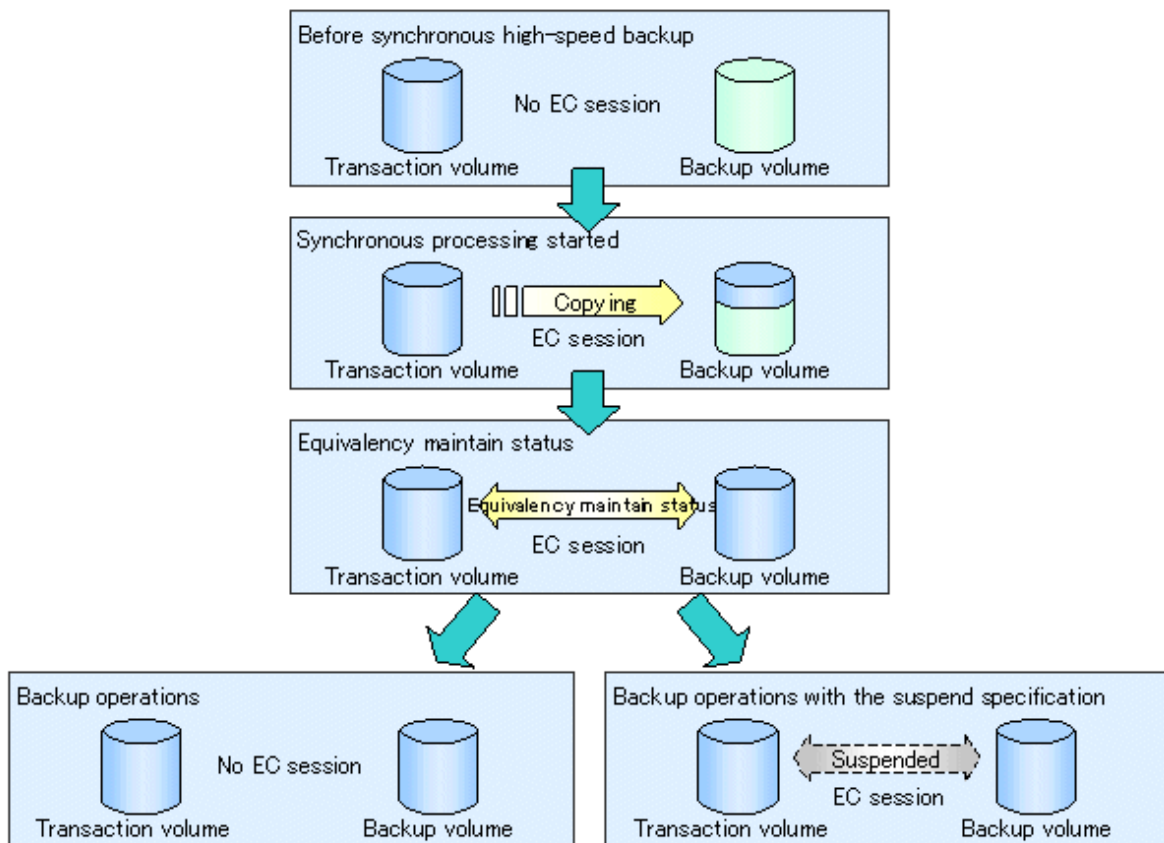 Before synchronous high-speed backup
No EC session
Transaction volume
Backup volume
Synchronous processing started
Copying
EC session
Transaction volume
Backup volume
Equivalency maintain status
Equivalency maintain status
EC session
Transaction volume
Backup volume
Backup operations
No EC session
Transaction volume
Backup volume
Backup operations with the suspend specification
Suspended
EC session
Transaction volume
Backup volume